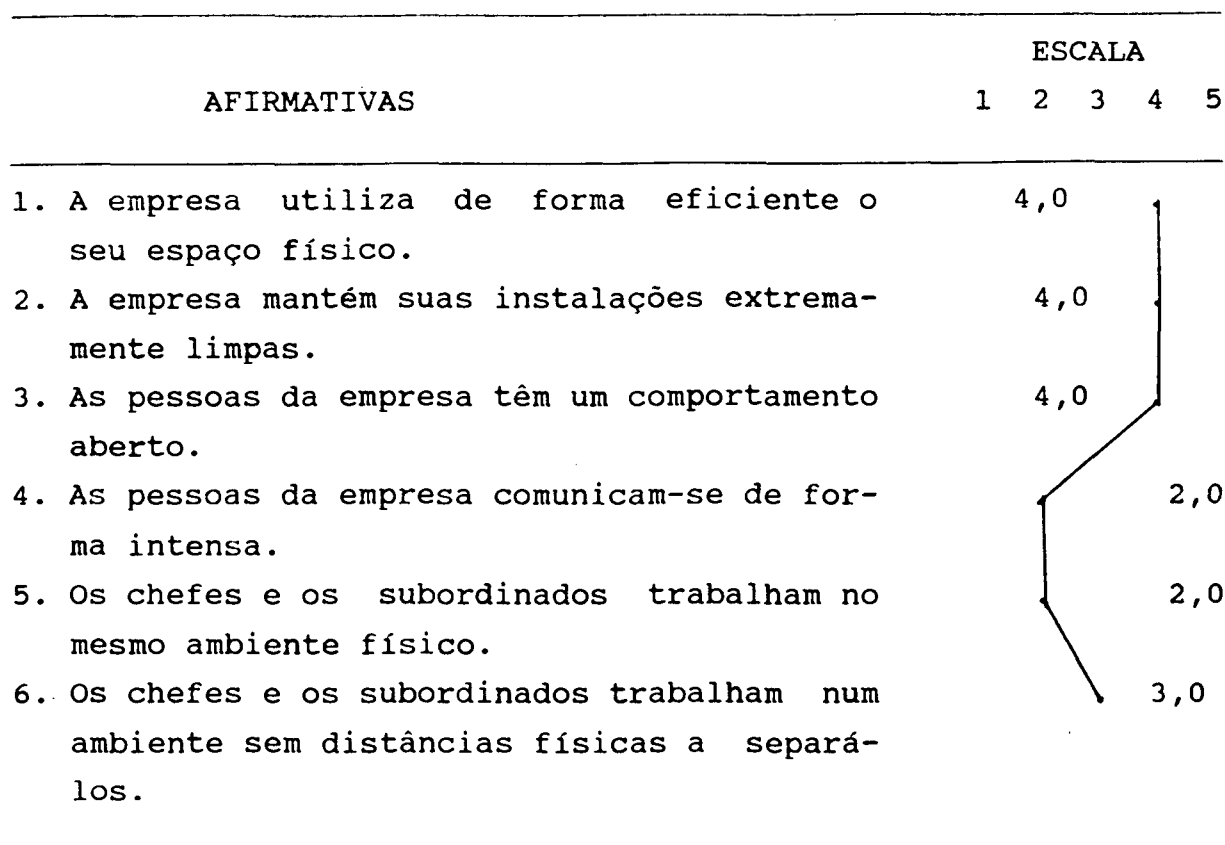 ESCALA
AFIRMATIVAS 1 2 3 4 5
1. A empresa utiliza de forma eficiente o 4,0
seu espaço físico.
2. A empresa mantém suas instalações extrema- 4,0
mente limpas.
3. As pessoas da empresa têm um comportamento 4,0
aberto.
4. As pessoas da empresa comunicam-se de for- 2,0
ma intensa.
5. Os chefes e os subordinados trabalham no 2,0
mesmo ambiente físico.
6. Os chefes e os subordinados trabalham num 3,0
ambiente sem distâncias físicas a separá-
los.